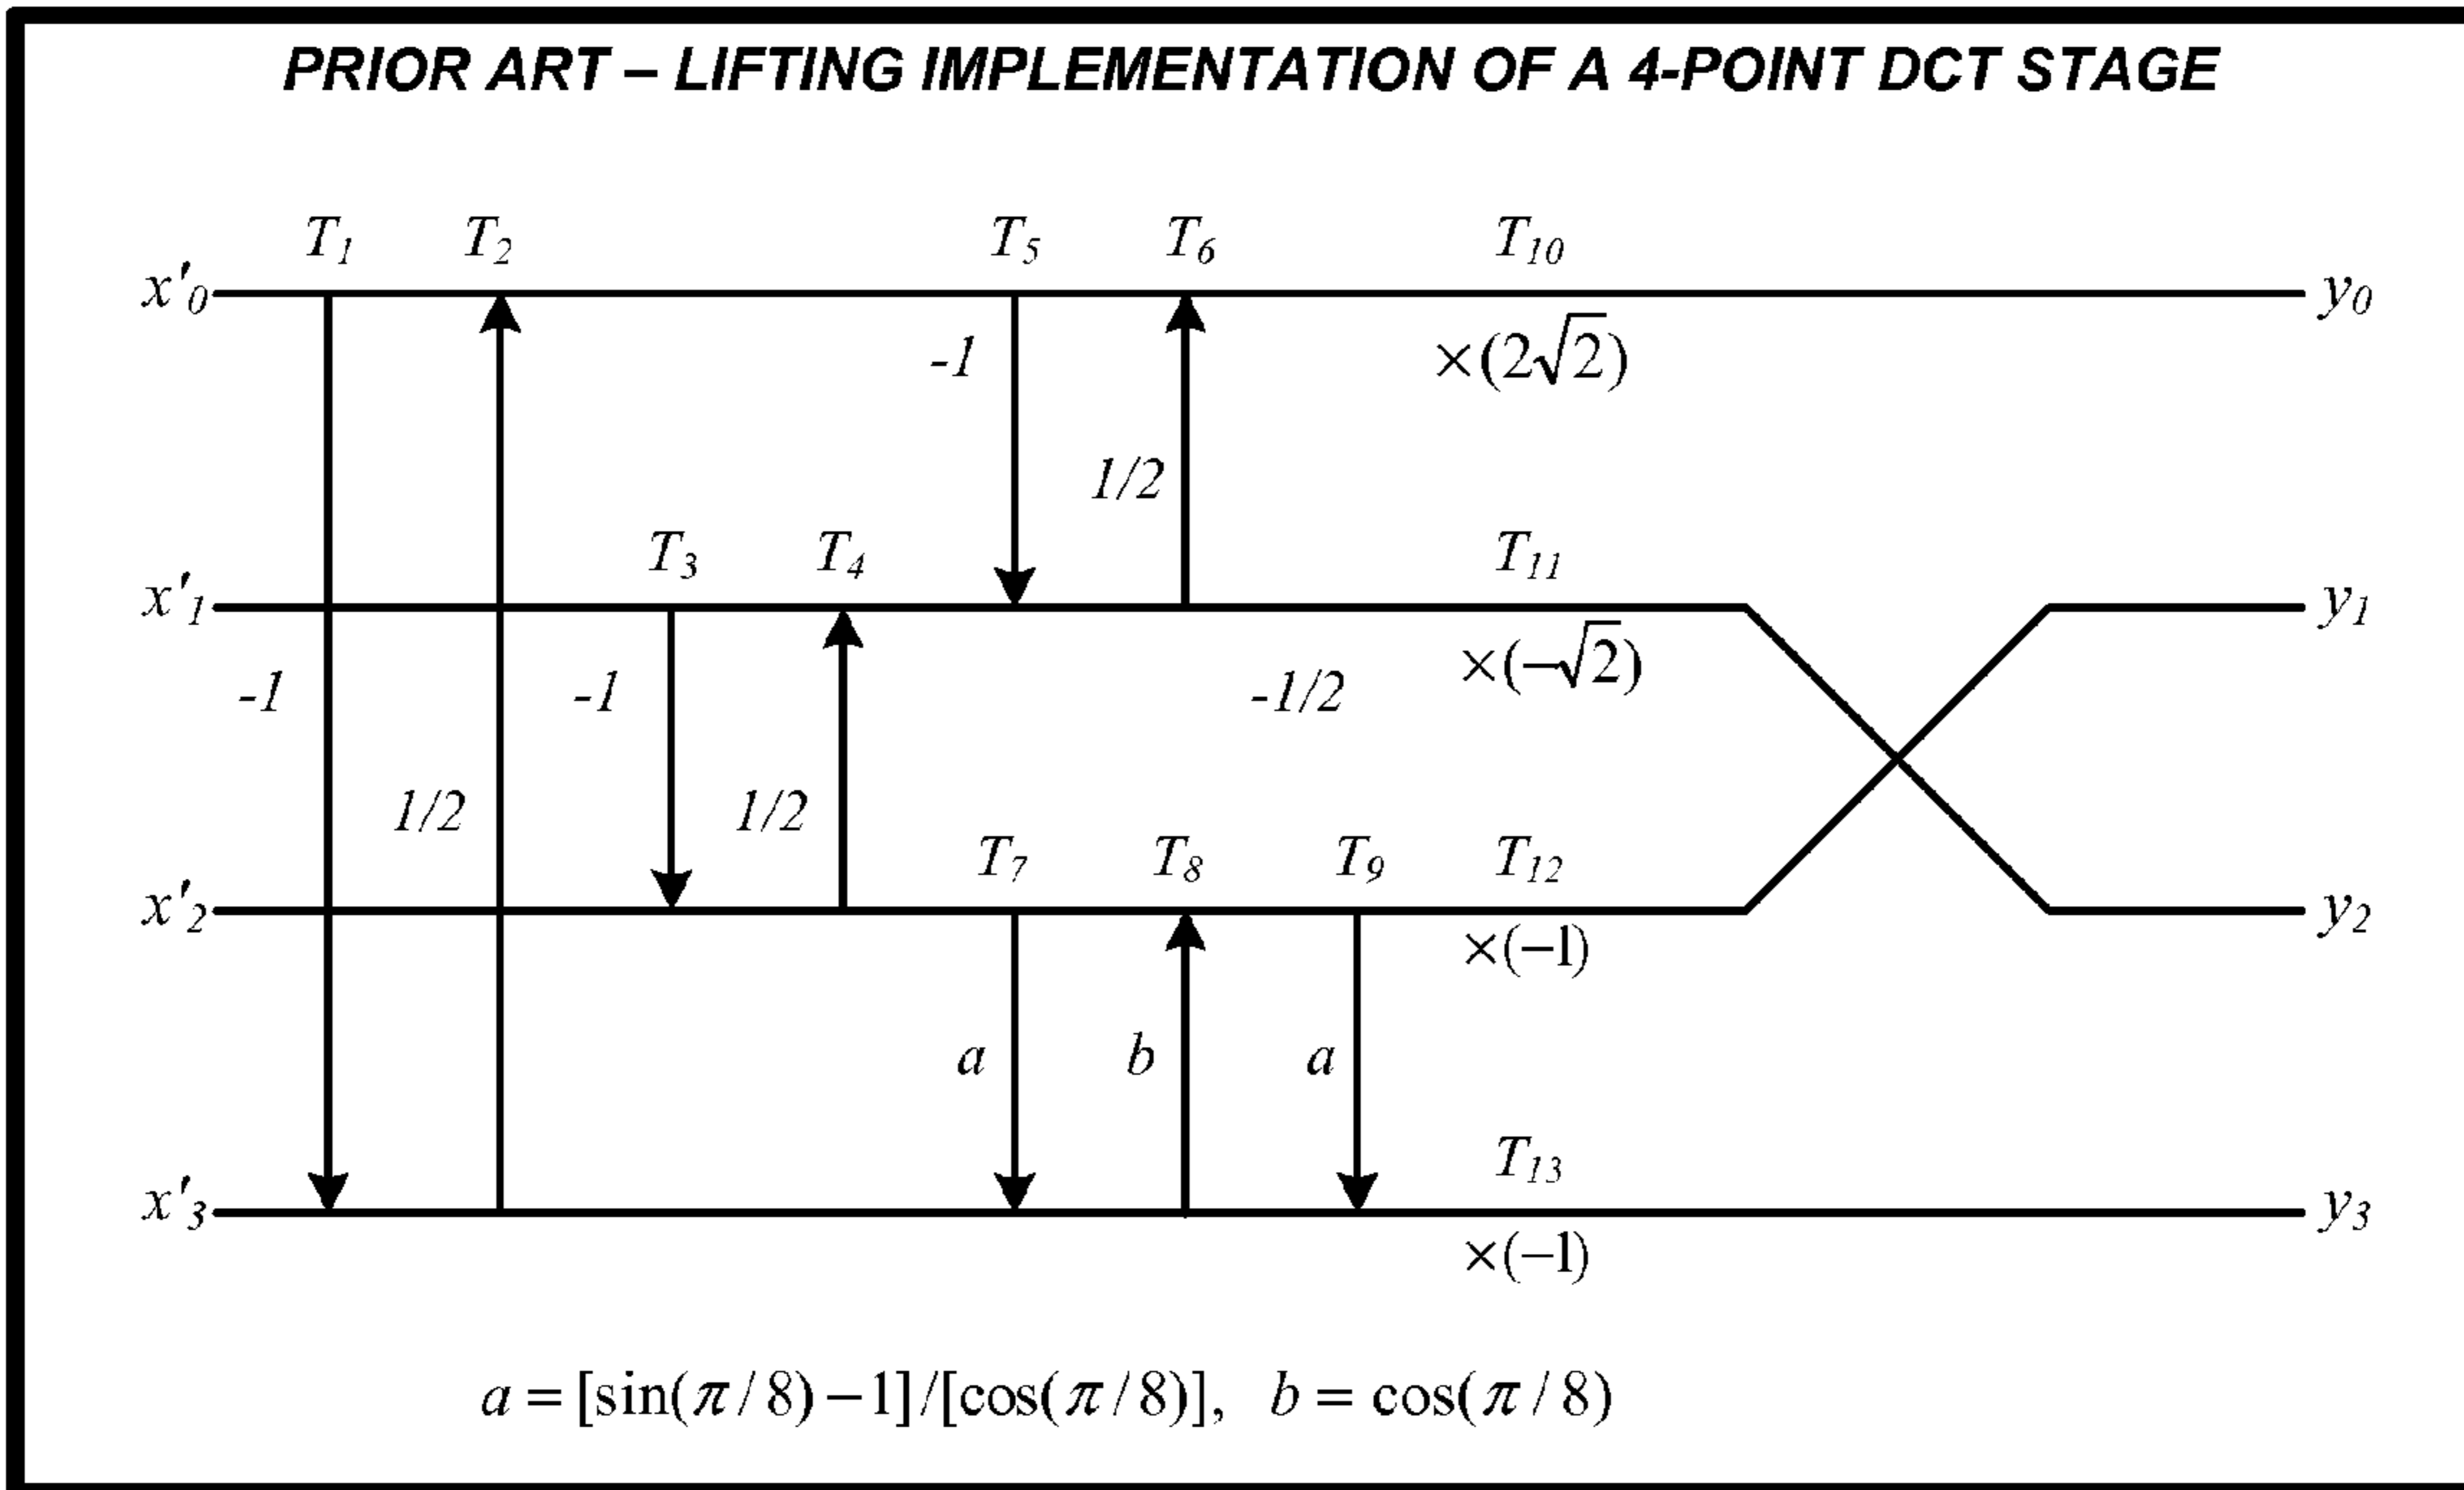 PRIOR ART – LIFTING IMPLEMENTATION OF A 4-POINT DCT STAGE
T₁ T₂ T₅ T₆ T₁₀
x'₀ y₀
-1 ×(2√2)
1/2
T₃ T₄ T₁₁
x'₁ y₁
-1 -1 -1/2 ×(−√2)
1/2 1/2
T₇ T₈ T₉ T₁₂
x'₂ y₂
×(−1)
a b a
T₁₃
x'₃ y₃
×(−1)
a = [sin(π/8)−1]/[cos(π/8)], b = cos(π/8)